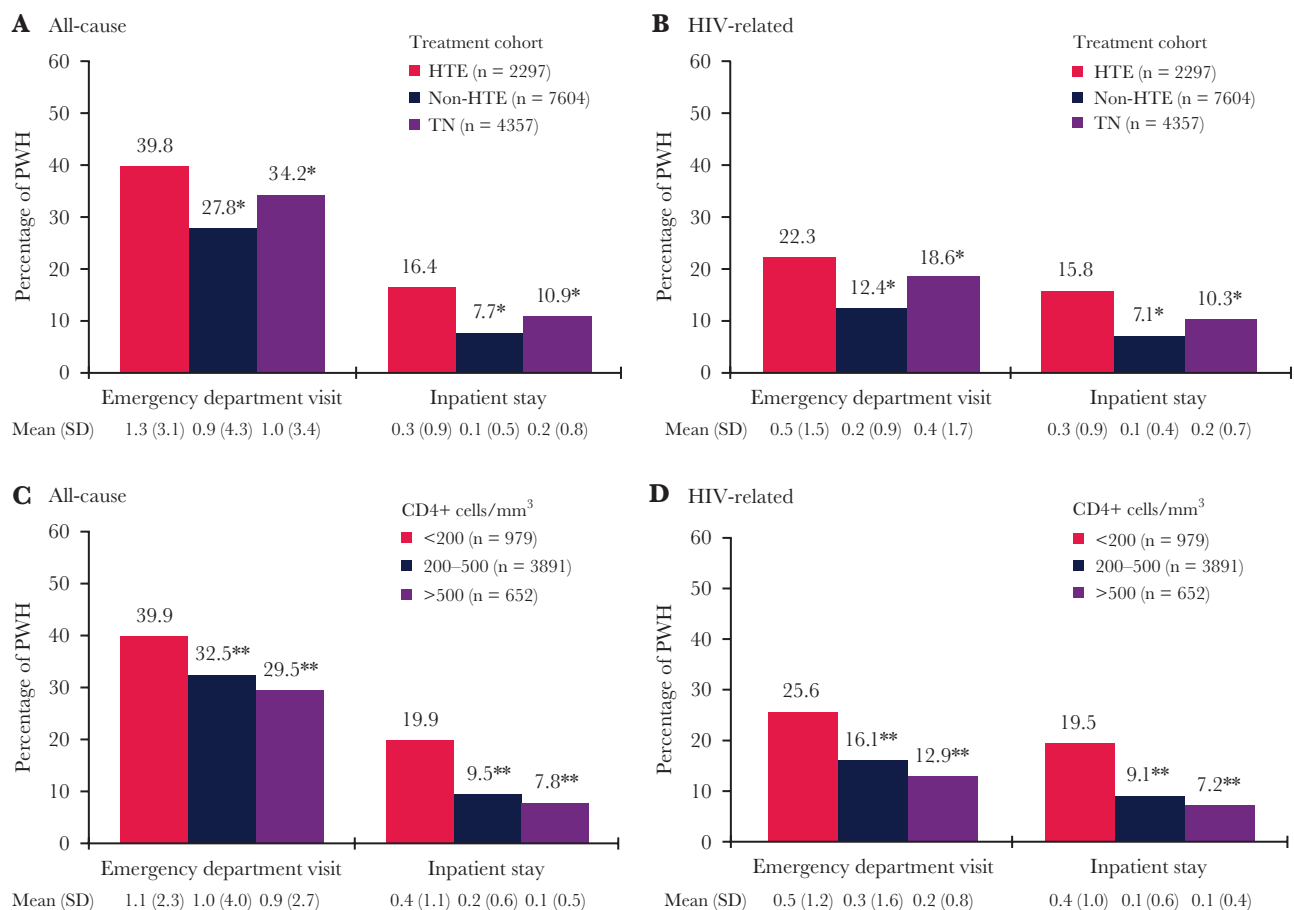 A All-cause
Treatment cohort
HTE (n = 2297)
Non-HTE (n = 7604)
TN (n = 4357)
Percentage of PWH
60
50
40
30
20
10
0
39.8
27.8*
34.2*
16.4
7.7*
10.9*
Emergency department visit
Inpatient stay
Mean (SD) 1.3 (3.1) 0.9 (4.3) 1.0 (3.4) 0.3 (0.9) 0.1 (0.5) 0.2 (0.8)
B HIV-related
Treatment cohort
HTE (n = 2297)
Non-HTE (n = 7604)
TN (n = 4357)
Percentage of PWH
60
50
40
30
20
10
0
22.3
12.4*
18.6*
15.8
7.1*
10.3*
Emergency department visit
Inpatient stay
Mean (SD) 0.5 (1.5) 0.2 (0.9) 0.4 (1.7) 0.3 (0.9) 0.1 (0.4) 0.2 (0.7)
C All-cause
CD4+ cells/mm³
<200 (n = 979)
200–500 (n = 3891)
>500 (n = 652)
Percentage of PWH
60
50
40
30
20
10
0
39.9
32.5**
29.5**
19.9
9.5**
7.8**
Emergency department visit
Inpatient stay
Mean (SD) 1.1 (2.3) 1.0 (4.0) 0.9 (2.7) 0.4 (1.1) 0.2 (0.6) 0.1 (0.5)
D HIV-related
CD4+ cells/mm³
<200 (n = 979)
200–500 (n = 3891)
>500 (n = 652)
Percentage of PWH
60
50
40
30
20
10
0
25.6
16.1**
12.9**
19.5
9.1**
7.2**
Emergency department visit
Inpatient stay
Mean (SD) 0.5 (1.2) 0.3 (1.6) 0.2 (0.8) 0.4 (1.0) 0.1 (0.6) 0.1 (0.4)